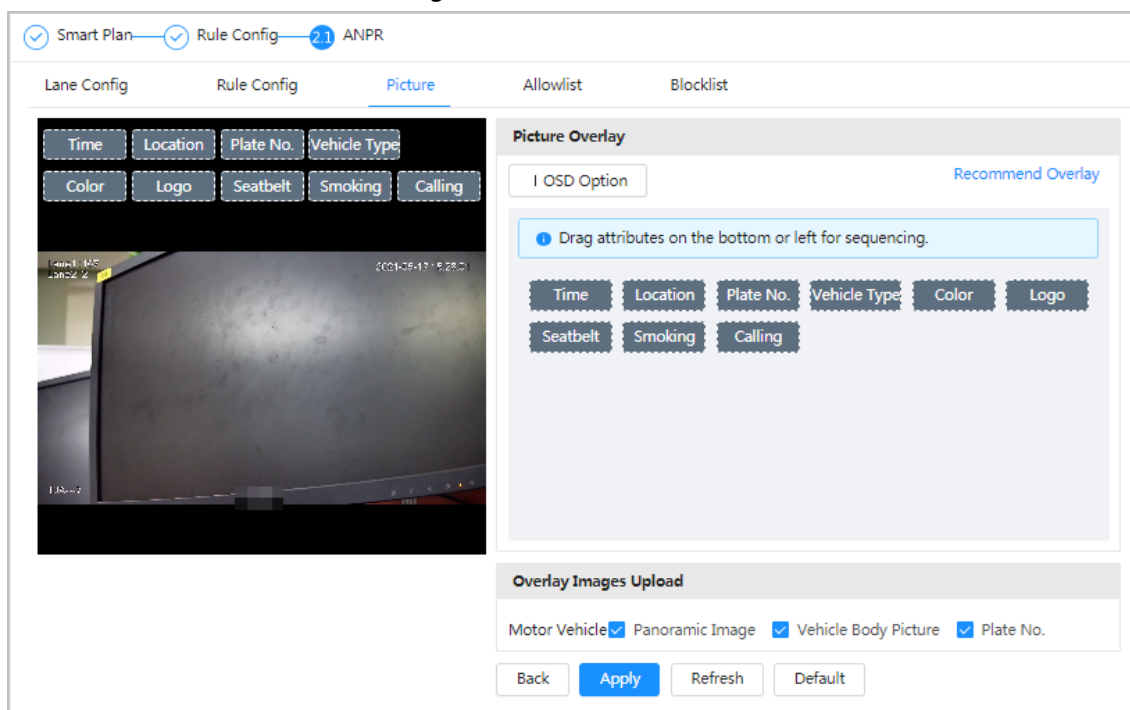 Smart Plan Rule Config 2.1 ANPR
Lane Config Rule Config Picture Allowlist Blocklist
Time Location Plate No. Vehicle Type
Color Logo Seatbelt Smoking Calling
Picture Overlay
I OSD Option Recommend Overlay
Drag attributes on the bottom or left for sequencing.
Time Location Plate No. Vehicle Type Color Logo
Seatbelt Smoking Calling
Overlay Images Upload
Motor Vehicle Panoramic Image Vehicle Body Picture Plate No.
Back Apply Refresh Default